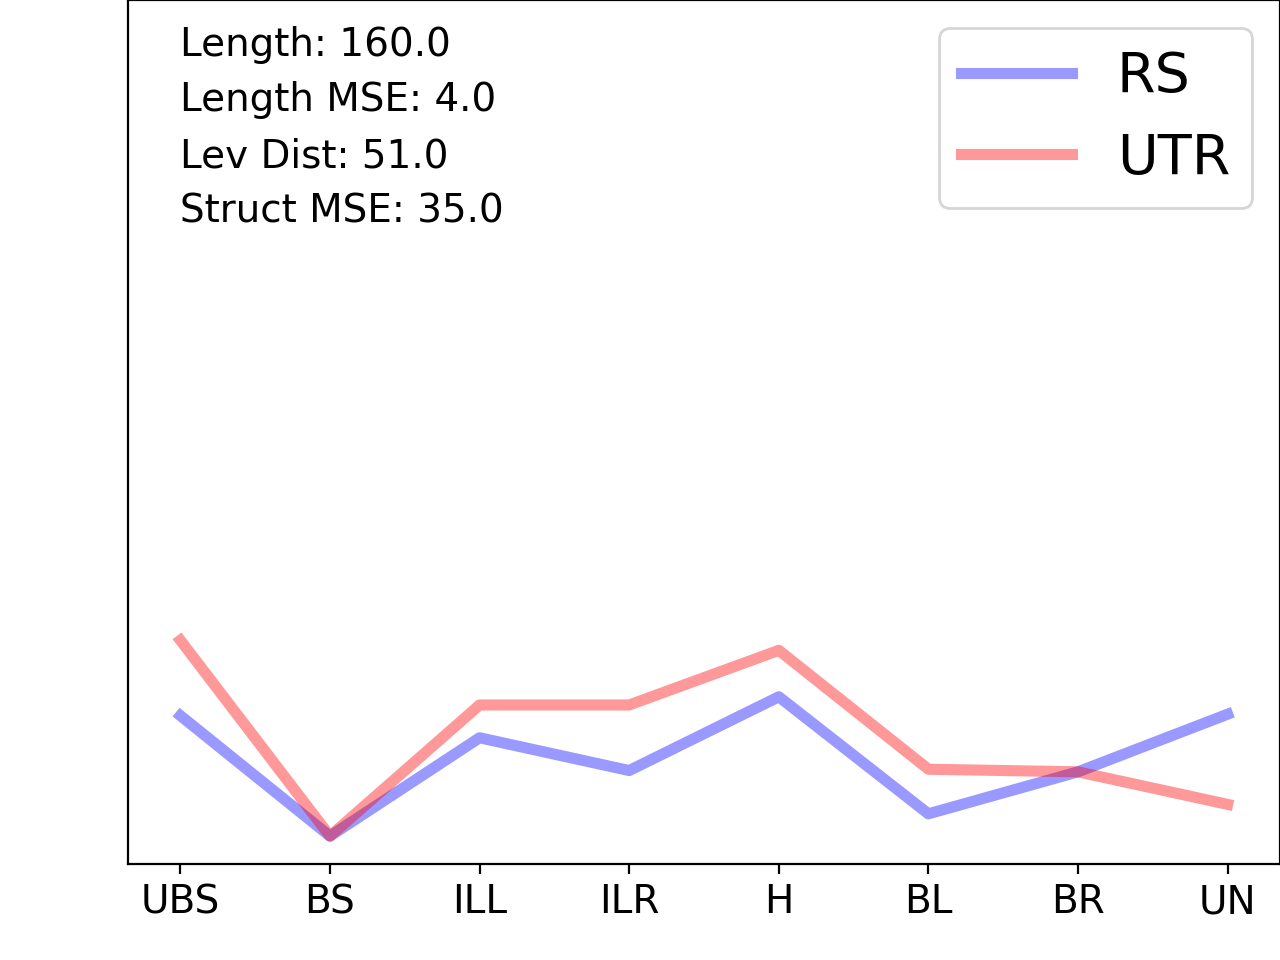 Length: 160.0
Length MSE: 4.0
Lev Dist: 51.0
Struct MSE: 35.0
RS
UTR
UBS BS ILL ILR H BL BR UN